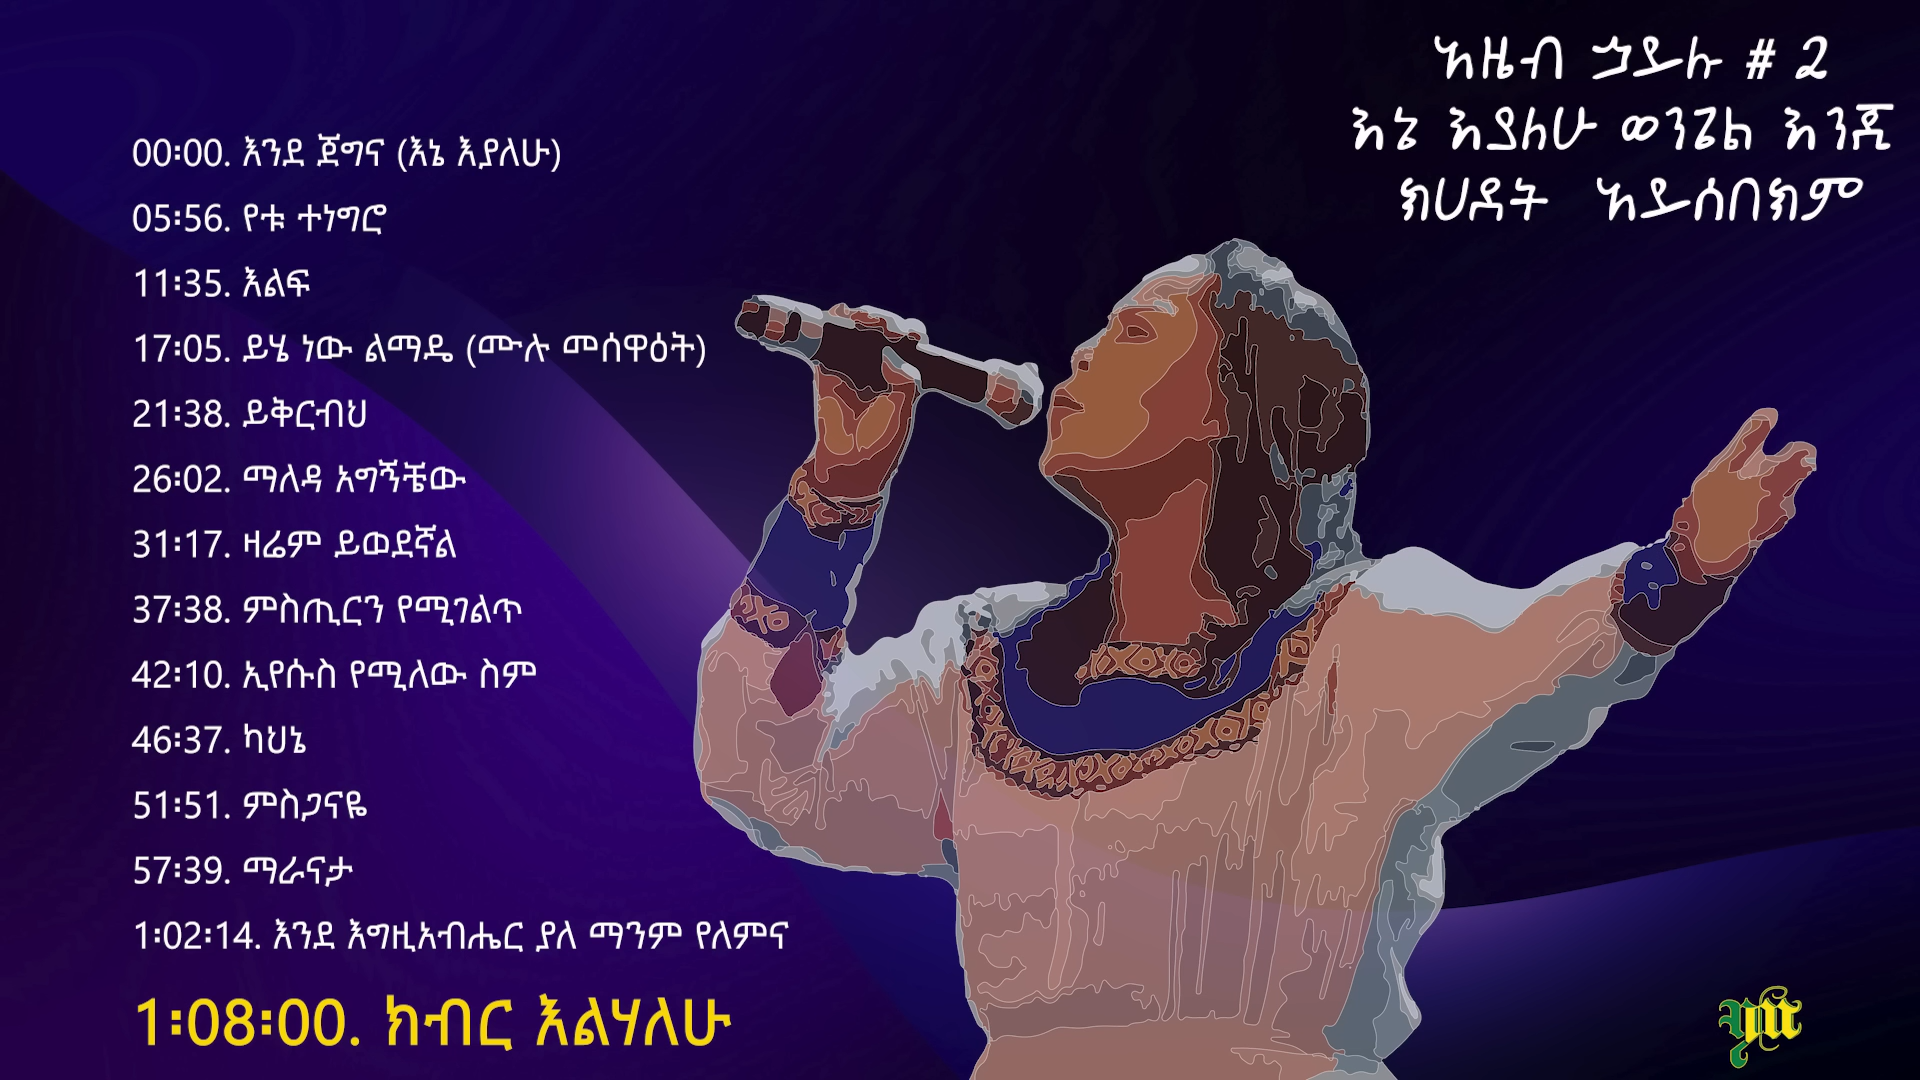 አዜብ ኃይሉ # 2
እኔ እያለሁ ወንጌል እንጂ
ክህደት አይሰበክም
00:00. እንደ ጀግና (እኔ እያለሁ)
05:56. የቱ ተነግሮ
11:35. እልፍ
17:05. ይሄ ነው ልማዴ (ሙሉ መሰዋዕት)
21:38. ይቅርብህ
26:02. ማለዳ አግኝቼው
31:17. ዛሬም ይወደኛል
37:38. ምስጢርን የሚገልጥ
42:10. ኢየሱስ የሚለው ስም
46:37. ካህኔ
51:51. ምስጋናዬ
57:39. ማራናታ
1:02:14. እንደ እግዚአብሔር ያለ ማንም የለምና
1:08:00. ክብር እልሃለሁ